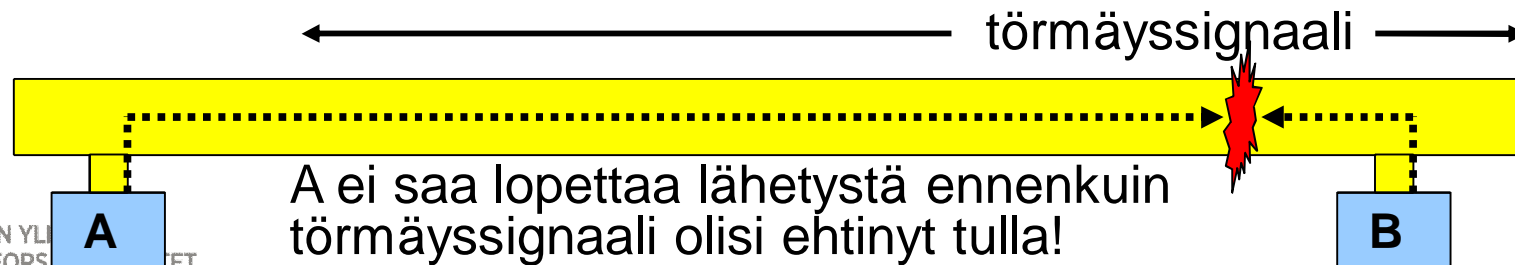 törmäyssignaali
A ei saa lopettaa lähetystä ennenkuin
törmäyssignaali olisi ehtinyt tulla!
A
B